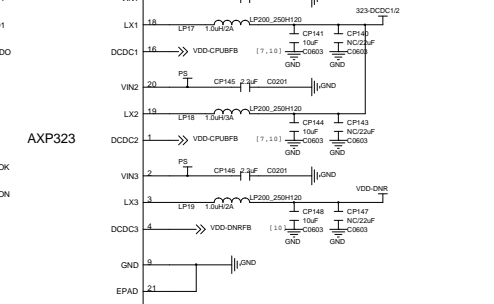 323-DCDC1/2
LX1 18 LP17 1.0uH/2A LP200_250H120 CP141 CP140
10uF NC/22uF
DCDC1 16 VDD-CPUBFB [7,10] C0603 C0603
GND GND
PS
VIN2 20 CP145 2.2uF C0201 GND
LX2 19 LP18 1.0uH/3A LP200_250H120 CP144 CP143
10uF NC/22uF
AXP323 DCDC2 1 VDD-CPUBFB [7,10] C0603 C0603
GND GND
PS
VIN3 2 CP146 2.2uF C0201 GND
VDD-DNR
LX3 3 LP19 1.0uH/2A LP200_250H120 CP148 CP147
10uF NC/22uF
DCDC3 4 VDD-DNRFB [10] C0603 C0603
GND GND
GND 9 GND
EPAD 21